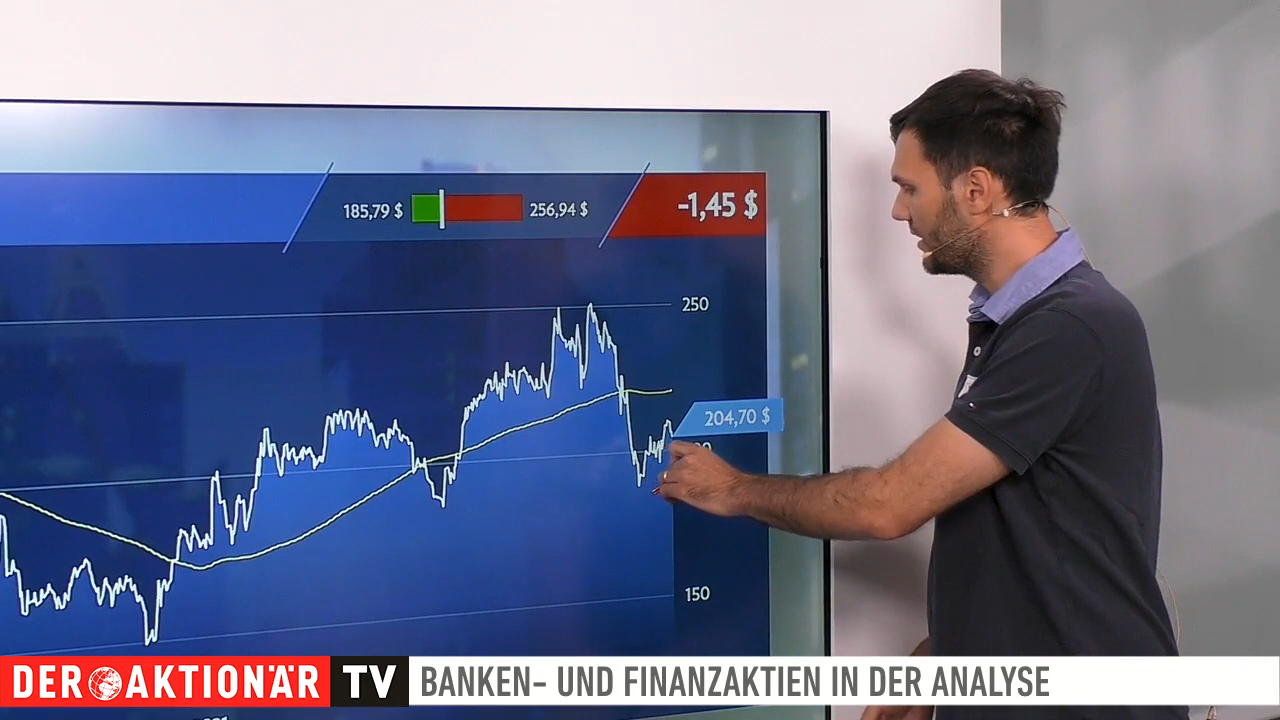 185,79 $ 256,94 $ -1,45 $
250
204,70 $
150
DER AKTIONÄR TV BANKEN- UND FINANZAKTIEN IN DER ANALYSE